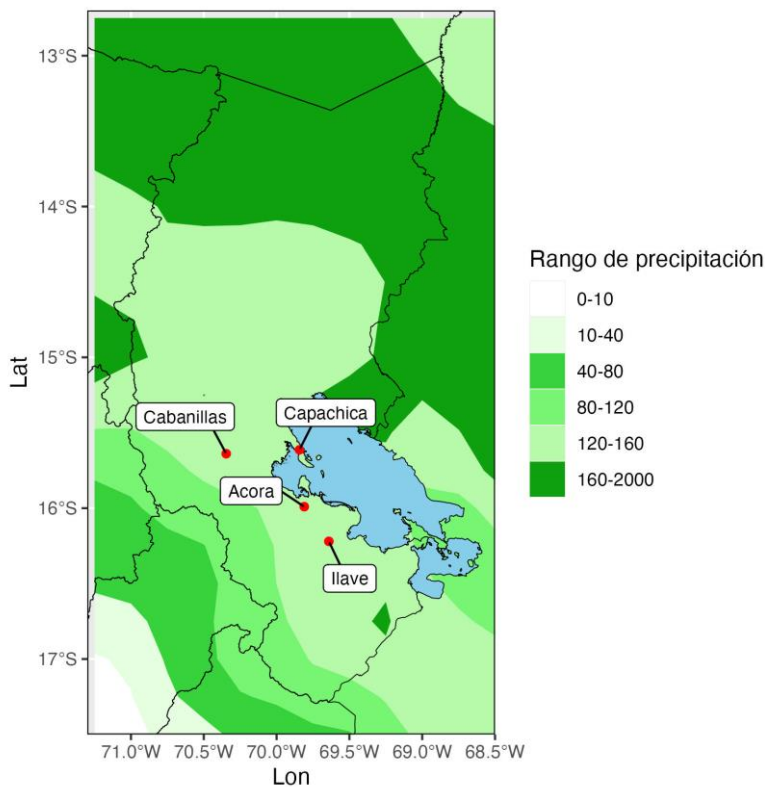 13°S
14°S
15°S
16°S
17°S
Lat
Cabanillas
Capachica
Acora
Ilave
71.0°W 70.5°W 70.0°W 69.5°W 69.0°W 68.5°W
Lon
Rango de precipitación
0-10
10-40
40-80
80-120
120-160
160-2000